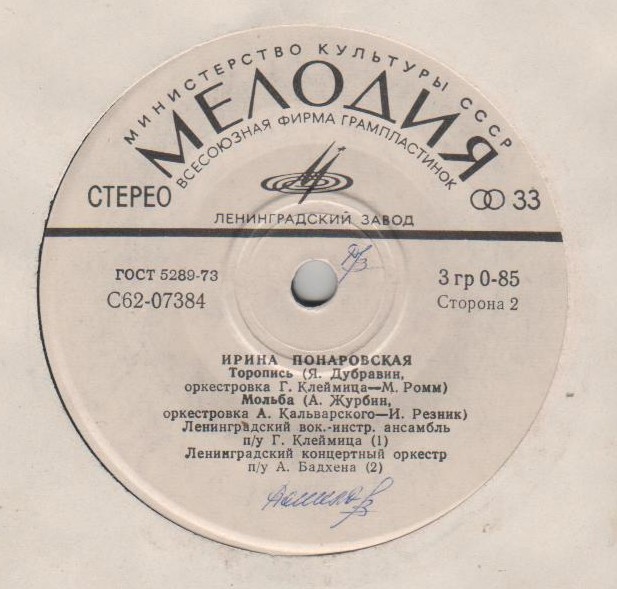 МИНИСТЕРСТВО КУЛЬТУРЫ СССР
МЕЛОДИЯ
ВСЕСОЮЗНАЯ ФИРМА ГРАМПЛАСТИНОК
СТЕРЕО
33
ЛЕНИНГРАДСКИЙ ЗАВОД
ГОСТ 5289-73
3 гр 0-85
С62-07384
Сторона 2
ИРИНА ПОНАРОВСКАЯ
Торопись (Я. Дубравин,
оркестровка Г. Клеймица—М. Ромм)
Мольба (А. Журбин,
оркестровка А. Кальварского—И. Резник)
Ленинградский вок.-инстр. ансамбль
п/у Г. Клеймица (1)
Ленинградский концертный оркестр
п/у А. Бадхена (2)